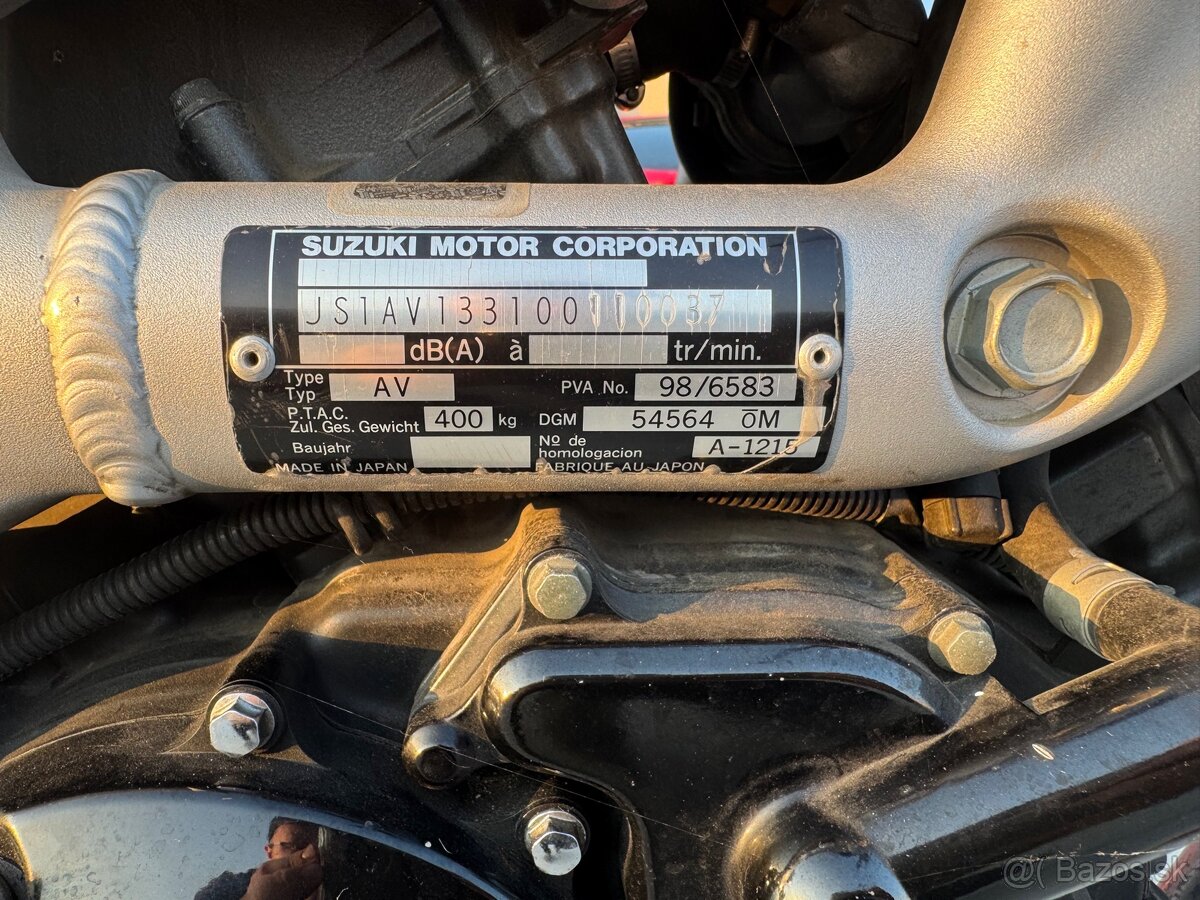 SUZUKI MOTOR CORPORATION
JS1AV133100110037
dB(A) à tr/min.
Type
Typ AV PVA No. 98/6583
P.T.A.C.
Zul. Ges. Gewicht 400 kg DGM 54564 ŌM
Baujahr Nº de homologacion A-1215
MADE IN JAPAN FABRIQUE AU JAPON
@( Bazos.sk